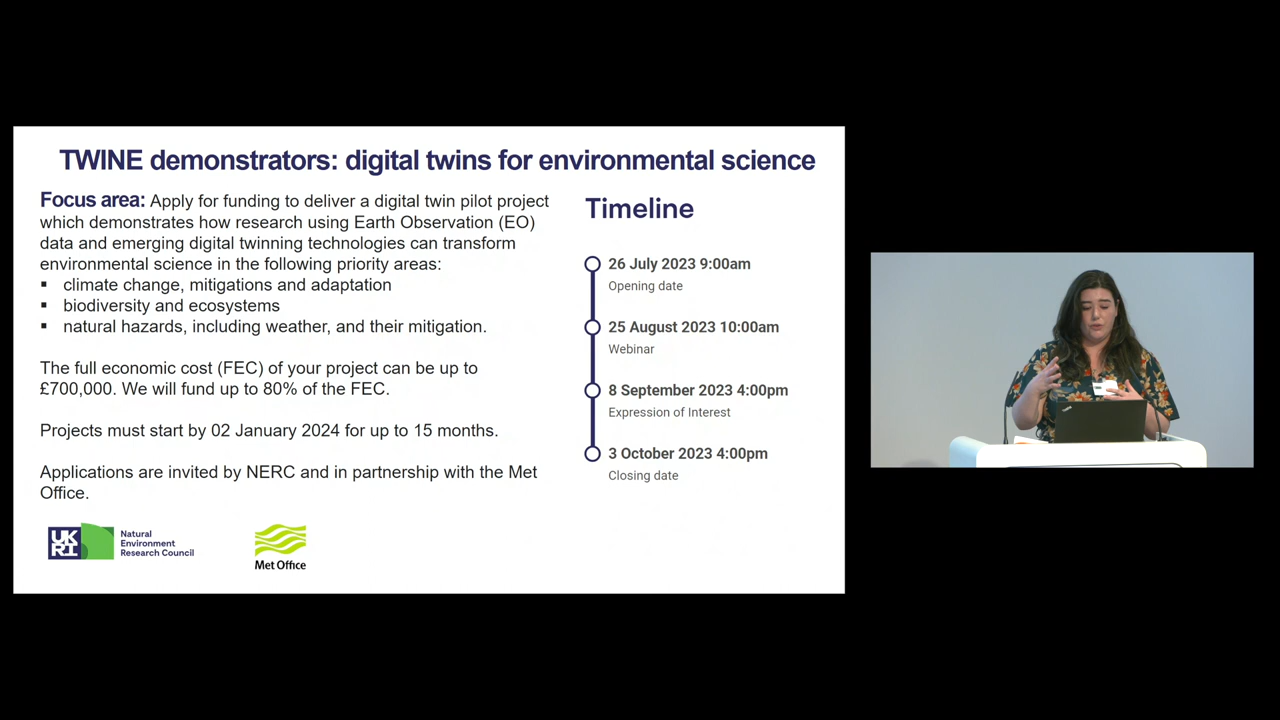 TWINE demonstrators: digital twins for environmental science
Focus area: Apply for funding to deliver a digital twin pilot project
which demonstrates how research using Earth Observation (EO)
data and emerging digital twinning technologies can transform
environmental science in the following priority areas:
▪ climate change, mitigations and adaptation
▪ biodiversity and ecosystems
▪ natural hazards, including weather, and their mitigation.
The full economic cost (FEC) of your project can be up to
£700,000. We will fund up to 80% of the FEC.
Projects must start by 02 January 2024 for up to 15 months.
Applications are invited by NERC and in partnership with the Met
Office.
UK
RI
Natural
Environment
Research Council
Met Office
Timeline
26 July 2023 9:00am
Opening date
25 August 2023 10:00am
Webinar
8 September 2023 4:00pm
Expression of Interest
3 October 2023 4:00pm
Closing date